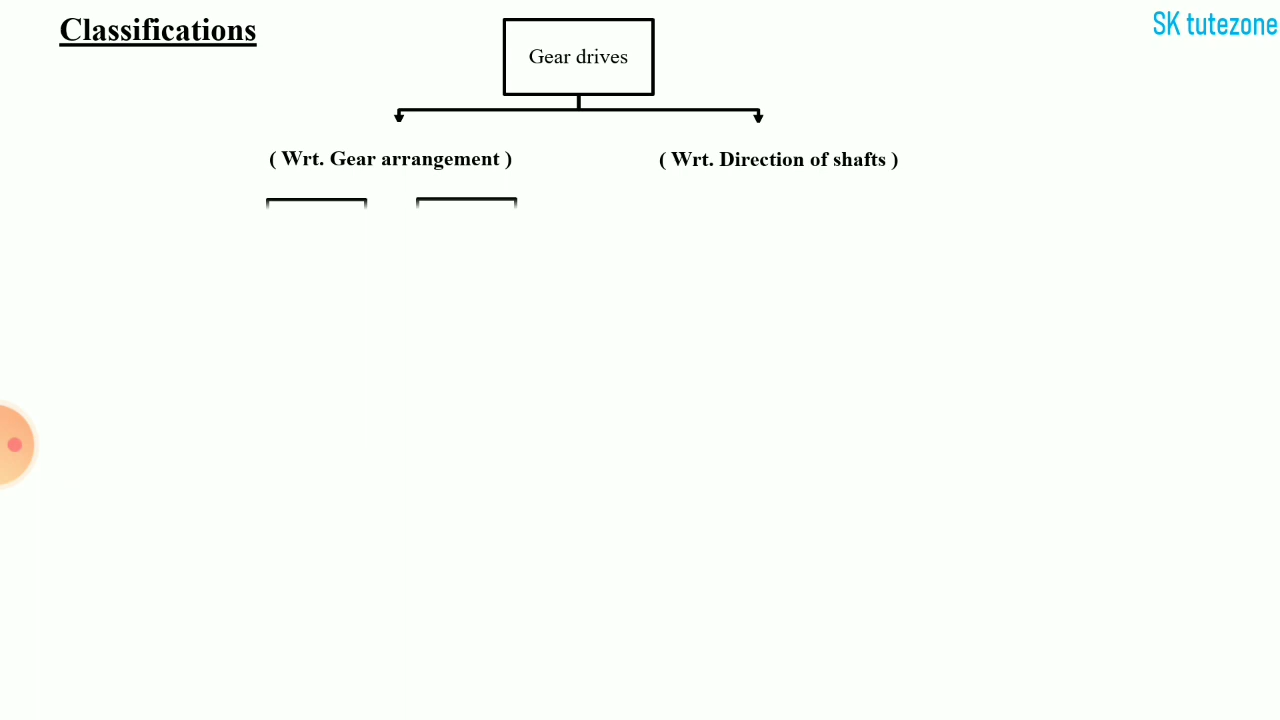 Classifications
SK tutezone
Gear drives
( Wrt. Gear arrangement )
( Wrt. Direction of shafts )